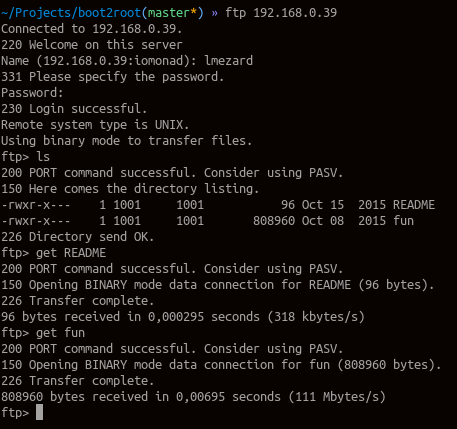 ~/Projects/boot2root(master*) » ftp 192.168.0.39
Connected to 192.168.0.39.
220 Welcome on this server
Name (192.168.0.39:iomonad): lmezard
331 Please specify the password.
Password:
230 Login successful.
Remote system type is UNIX.
Using binary mode to transfer files.
ftp> ls
200 PORT command successful. Consider using PASV.
150 Here comes the directory listing.
-rwxr-x---    1 1001     1001           96 Oct 15  2015 README
-rwxr-x---    1 1001     1001       808960 Oct 08  2015 fun
226 Directory send OK.
ftp> get README
200 PORT command successful. Consider using PASV.
150 Opening BINARY mode data connection for README (96 bytes).
226 Transfer complete.
96 bytes received in 0,000295 seconds (318 kbytes/s)
ftp> get fun
200 PORT command successful. Consider using PASV.
150 Opening BINARY mode data connection for fun (808960 bytes).
226 Transfer complete.
808960 bytes received in 0,00695 seconds (111 Mbytes/s)
ftp>